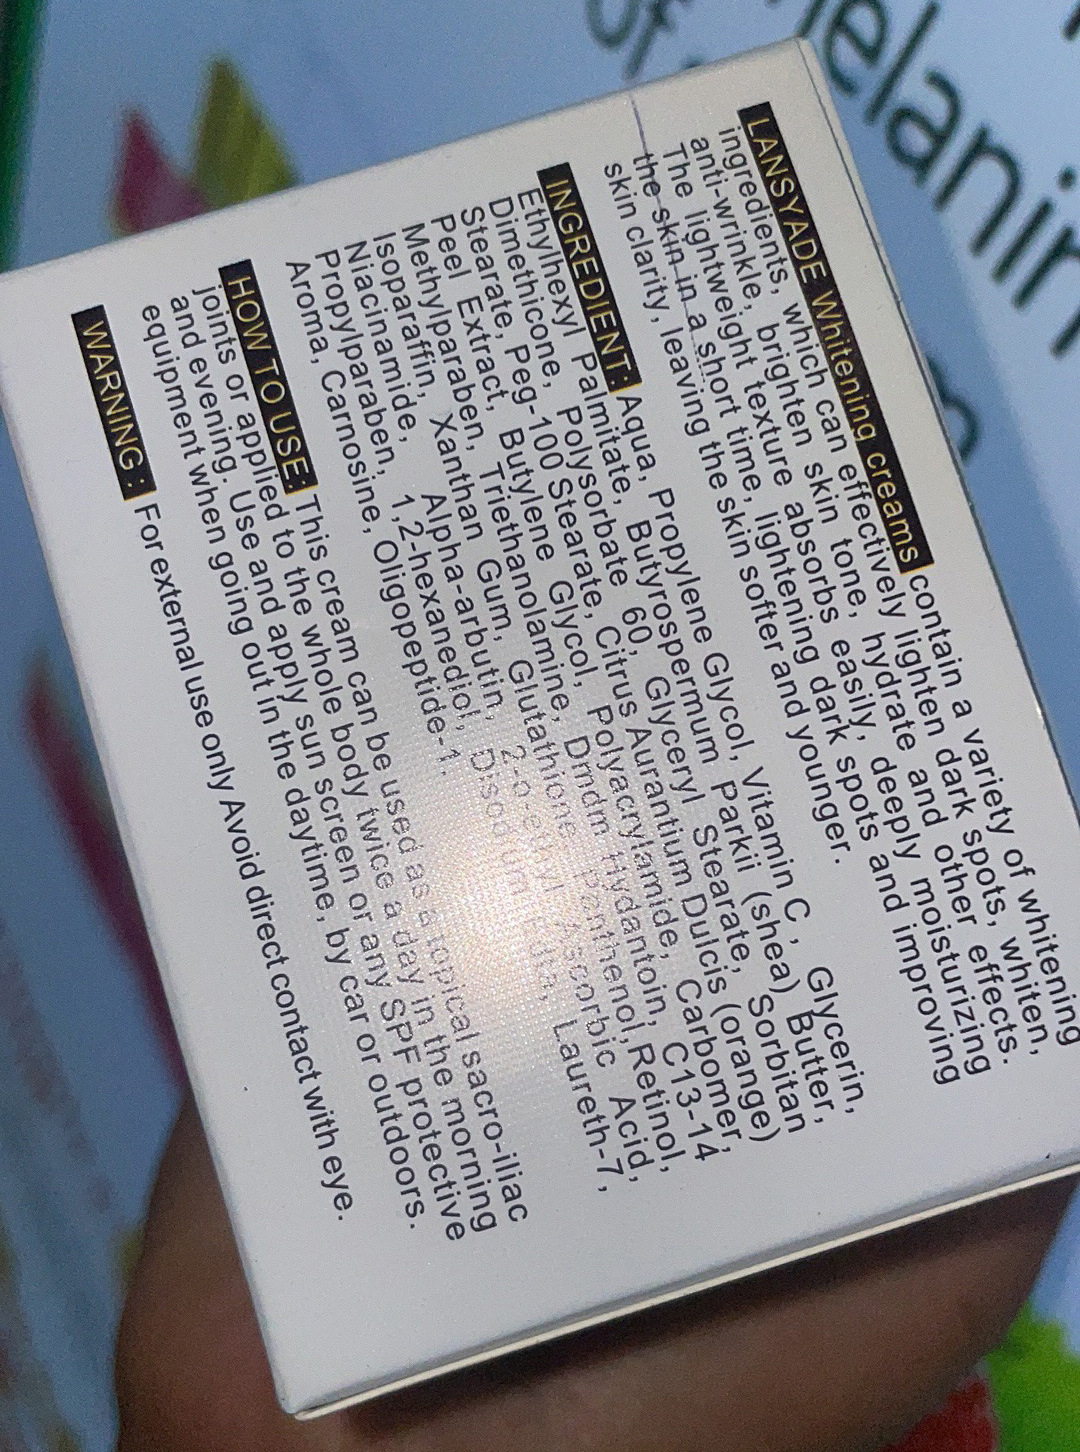 LANSYADE Whitening creams contain a variety of whitening
ingredients, which can effectively lighten dark spots, whiten,
anti-wrinkle, brighten skin tone, hydrate and other effects.
The lightweight texture absorbs easily, deeply moisturizing
the skin in a short time, lightening dark spots and improving
skin clarity, leaving the skin softer and younger.
INGREDIENT: Aqua, Propylene Glycol, Vitamin C , Glycerin,
Ethylhexyl Palmitate, Butyrospermum Parkii (shea) Butter,
Dimethicone, Polysorbate 60, Glyceryl Stearate, Sorbitan
Stearate, Peg-100 Stearate, Citrus Aurantium Dulcis (orange)
Peel Extract, Butylene Glycol, Polyacrylamide, Carbomer,
Methylparaben, Triethanolamine, Dmdm Hydantoin, C13-14
Isoparaffin, Xanthan Gum, Glutathione, Panthenol, Retinol,
Niacinamide, Alpha-arbutin, 2-o-ethyl Ascorbic Acid,
Propylparaben, 1,2-hexanediol, Disodium Edta, Laureth-7,
Aroma, Carnosine, Oligopeptide-1.
HOW TO USE: This cream can be used as a topical sacro-iliac
joints or applied to the whole body twice a day in the morning
and evening. Use and apply sun screen or any SPF protective
equipment when going out in the daytime, by car or outdoors.
WARNING : For external use only Avoid direct contact with eye.
of
elanin